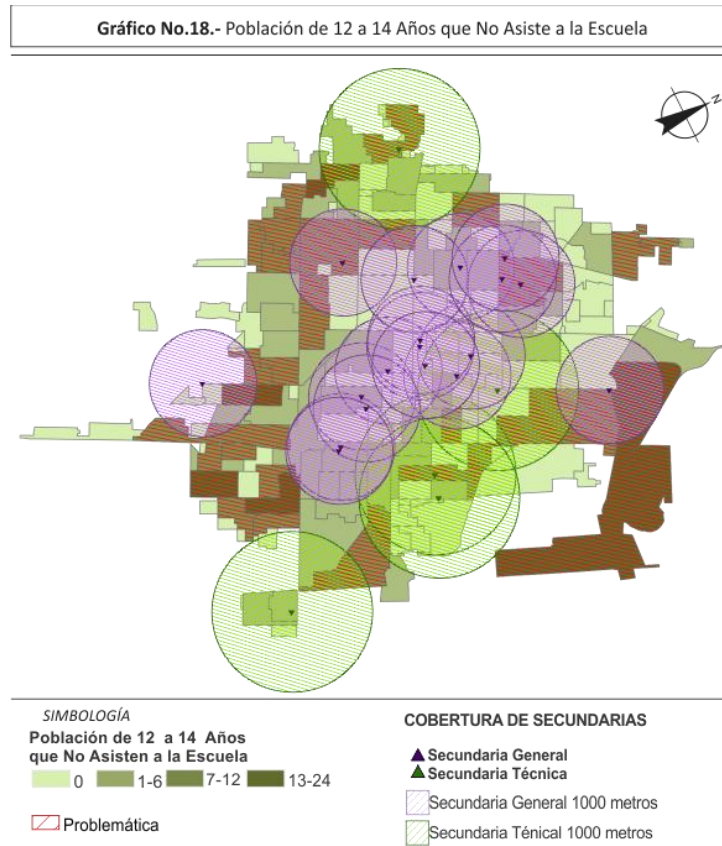 Gráfico No.18.- Población de 12 a 14 Años que No Asiste a la Escuela
N
SIMBOLOGÍA
Población de 12 a 14 Años
que No Asisten a la Escuela
0 1-6 7-12 13-24
Problemática
COBERTURA DE SECUNDARIAS
Secundaria General
Secundaria Técnica
Secundaria General 1000 metros
Secundaria Ténical 1000 metros